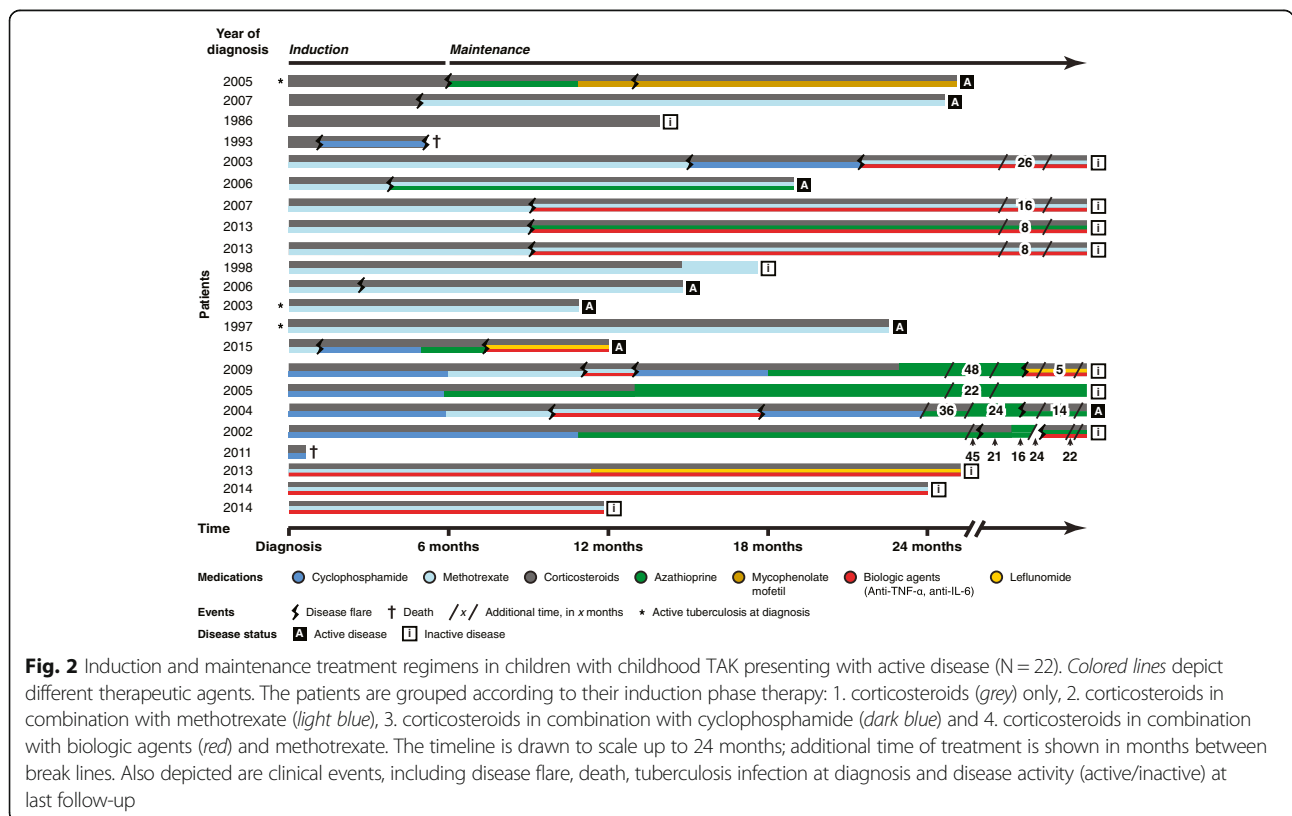 Year of
diagnosis
Induction
Maintenance
Patients
2005 * A
2007 A
1986 i
1993 †
2003 26 i
2006 A
2007 16 i
2013 8 i
2013 8 i
1998 i
2006 A
2003 * A
1997 * A
2015 A
2009 48 5 i
2005 22 i
2004 36 24 14 A
2002 i
45 21 16 24 22
2011 †
2013 i
2014 i
2014 i
Time
Diagnosis 6 months 12 months 18 months 24 months
Medications Cyclophosphamide Methotrexate Corticosteroids Azathioprine Mycophenolate mofetil Biologic agents (Anti-TNF-α, anti-IL-6) Leflunomide
Events Disease flare † Death /x/ Additional time, in x months * Active tuberculosis at diagnosis
Disease status A Active disease i Inactive disease
Fig. 2 Induction and maintenance treatment regimens in children with childhood TAK presenting with active disease (N = 22). Colored lines depict
different therapeutic agents. The patients are grouped according to their induction phase therapy: 1. corticosteroids (grey) only, 2. corticosteroids in
combination with methotrexate (light blue), 3. corticosteroids in combination with cyclophosphamide (dark blue) and 4. corticosteroids in combination
with biologic agents (red) and methotrexate. The timeline is drawn to scale up to 24 months; additional time of treatment is shown in months between
break lines. Also depicted are clinical events, including disease flare, death, tuberculosis infection at diagnosis and disease activity (active/inactive) at
last follow-up